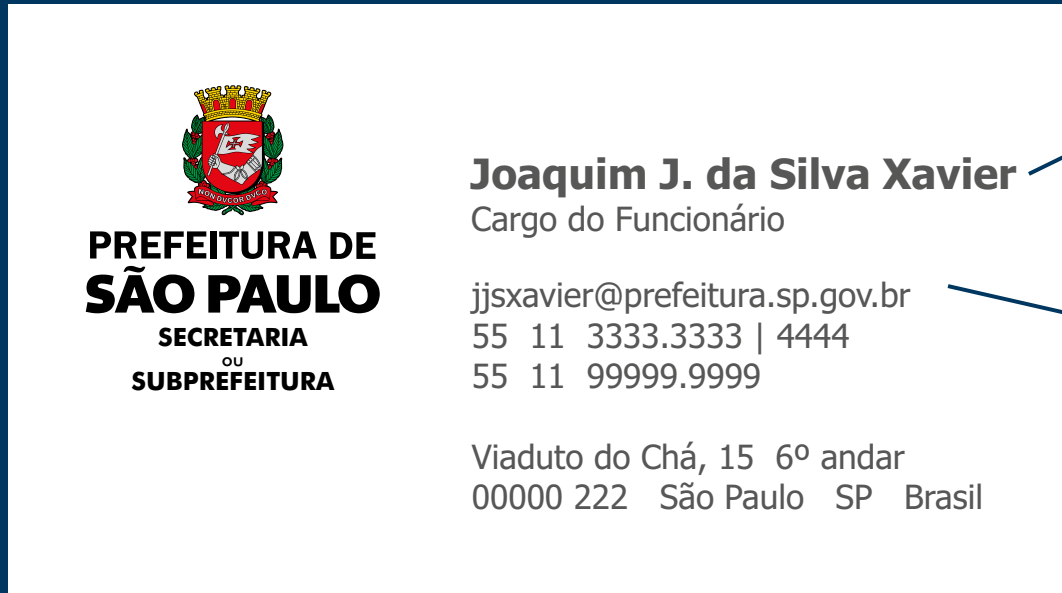 NON DVCOR DVCO
PREFEITURA DE
SÃO PAULO
SECRETARIA
OU
SUBPREFEITURA
Joaquim J. da Silva Xavier
Cargo do Funcionário
jjsxavier@prefeitura.sp.gov.br
55 11 3333.3333 | 4444
55 11 99999.9999
Viaduto do Chá, 15 6º andar
00000 222 São Paulo SP Brasil